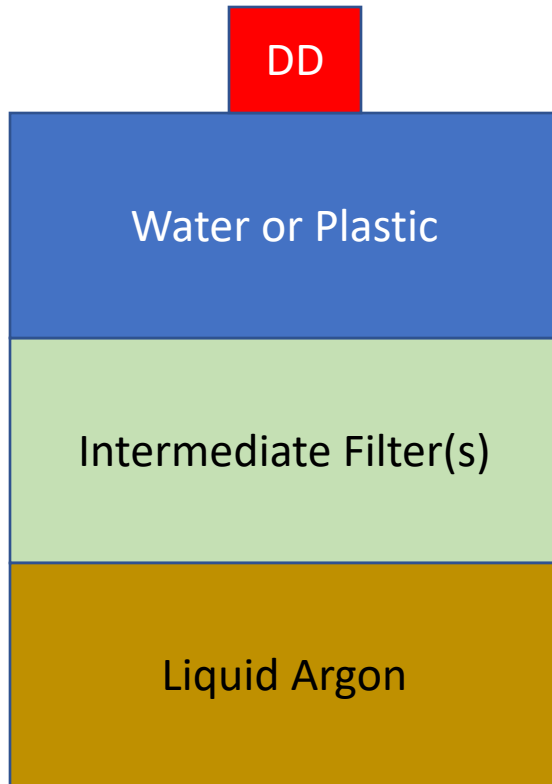 DD
Water or Plastic
Intermediate Filter(s)
Liquid Argon